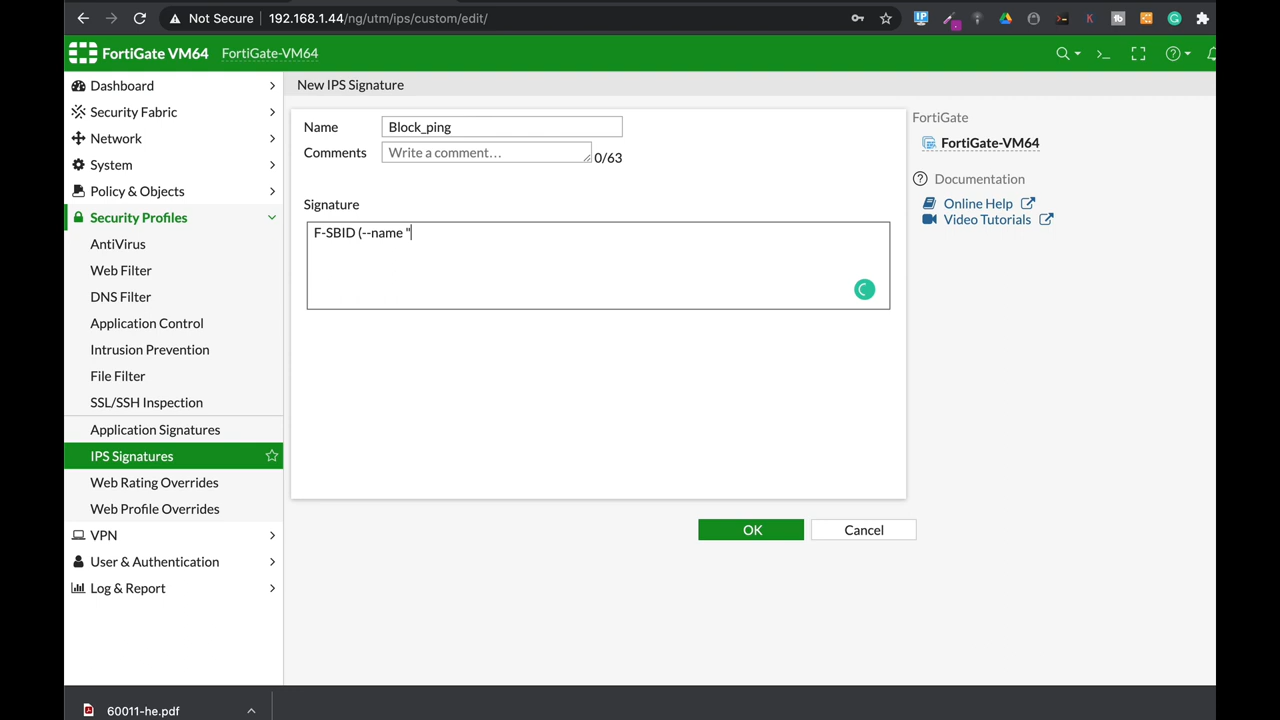 Not Secure 192.168.1.44/ng/utm/ips/custom/edit/
FortiGate VM64 FortiGate-VM64
Dashboard
Security Fabric
Network
System
Policy & Objects
Security Profiles
AntiVirus
Web Filter
DNS Filter
Application Control
Intrusion Prevention
File Filter
SSL/SSH Inspection
Application Signatures
IPS Signatures
Web Rating Overrides
Web Profile Overrides
VPN
User & Authentication
Log & Report
New IPS Signature
Name Block_ping
Comments Write a comment... 0/63
Signature
F-SBID (--name "
OK Cancel
FortiGate
FortiGate-VM64
Documentation
Online Help
Video Tutorials
60011-he.pdf